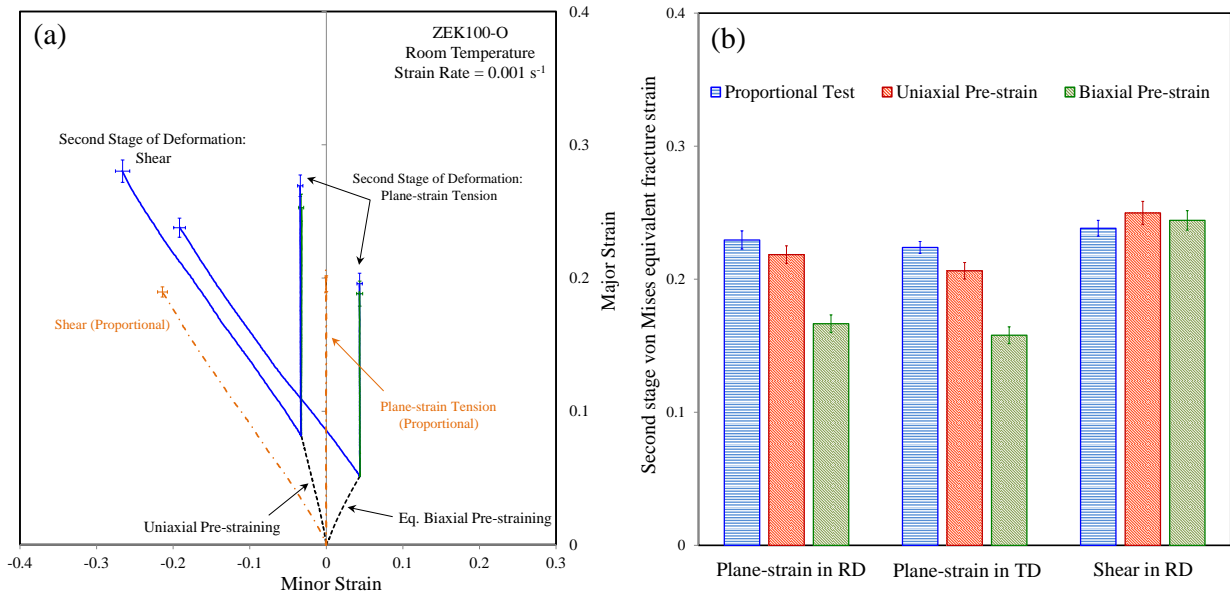 (a)
ZEK100-O
Room Temperature
Strain Rate = 0.001 s⁻¹
Second Stage of Deformation:
Shear
Second Stage of Deformation:
Plane-strain Tension
Shear (Proportional)
Plane-strain Tension
(Proportional)
Uniaxial Pre-straining
Eq. Biaxial Pre-straining
0.4
0.3
0.2
0.1
0
Major Strain
-0.4
-0.3
-0.2
-0.1
0
0.1
0.2
0.3
0.4
Minor Strain
(b)
Proportional Test
Uniaxial Pre-strain
Biaxial Pre-strain
Second stage von Mises equivalent fracture strain
0.4
0.3
0.2
0.1
0
Plane-strain in RD
Plane-strain in TD
Shear in RD